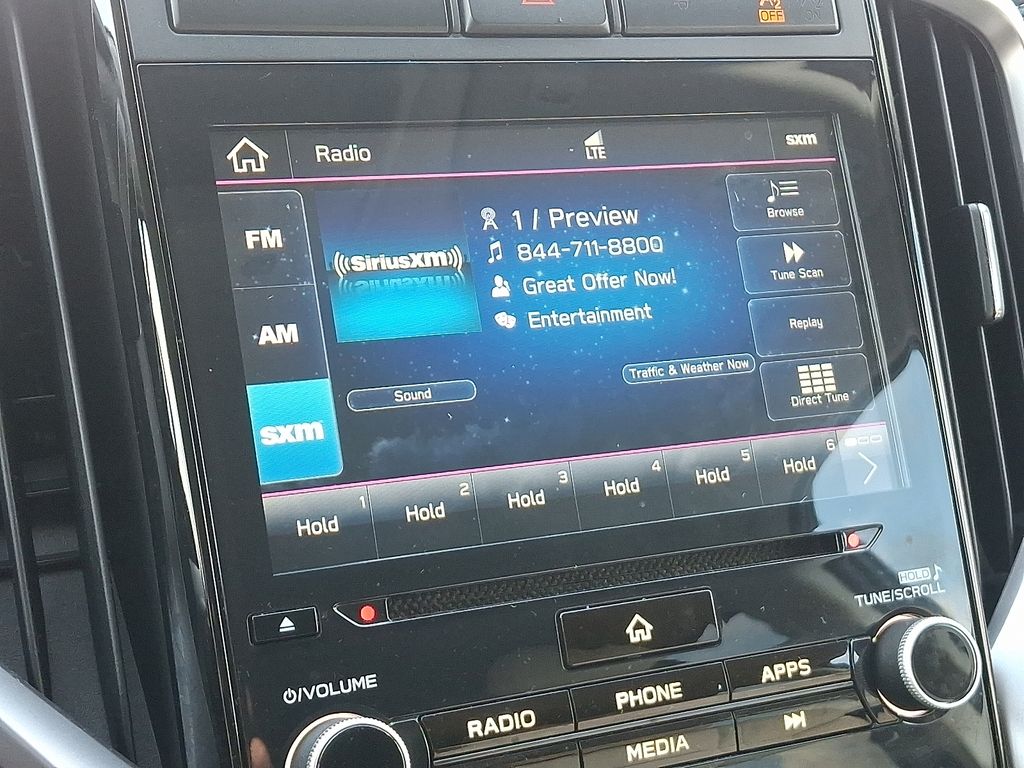 OFF
ON
Radio
LTE
sxm
FM
AM
sxm
((SiriusXM))
1 / Preview
844-711-8800
Great Offer Now!
Entertainment
Browse
Tune Scan
Replay
Direct Tune
Sound
Traffic & Weather Now
1 Hold
2 Hold
3 Hold
4 Hold
5 Hold
6 Hold
HOLD
TUNE/SCROLL
/VOLUME
RADIO
PHONE
APPS
MEDIA